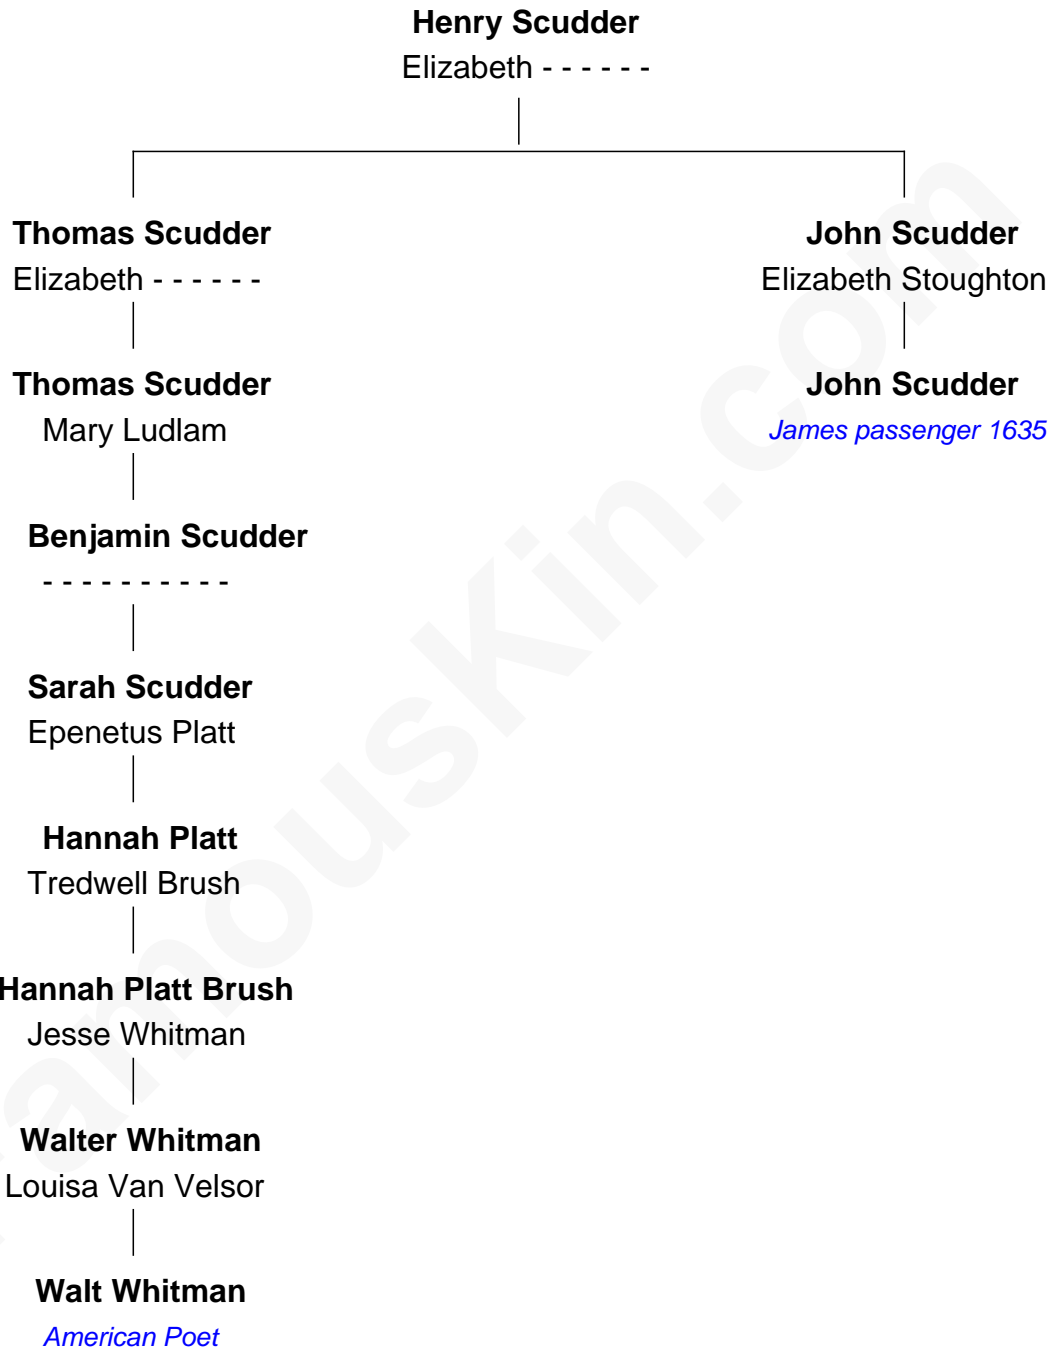 Henry Scudder
Elizabeth - - - - - -
Thomas Scudder
Elizabeth - - - - - -
John Scudder
Elizabeth Stoughton
Thomas Scudder
Mary Ludlam
John Scudder
James passenger 1635
Benjamin Scudder
- - - - - - - - - -
Sarah Scudder
Epenetus Platt
Hannah Platt
Tredwell Brush
Hannah Platt Brush
Jesse Whitman
Walter Whitman
Louisa Van Velsor
Walt Whitman
American Poet
FamousKin.com